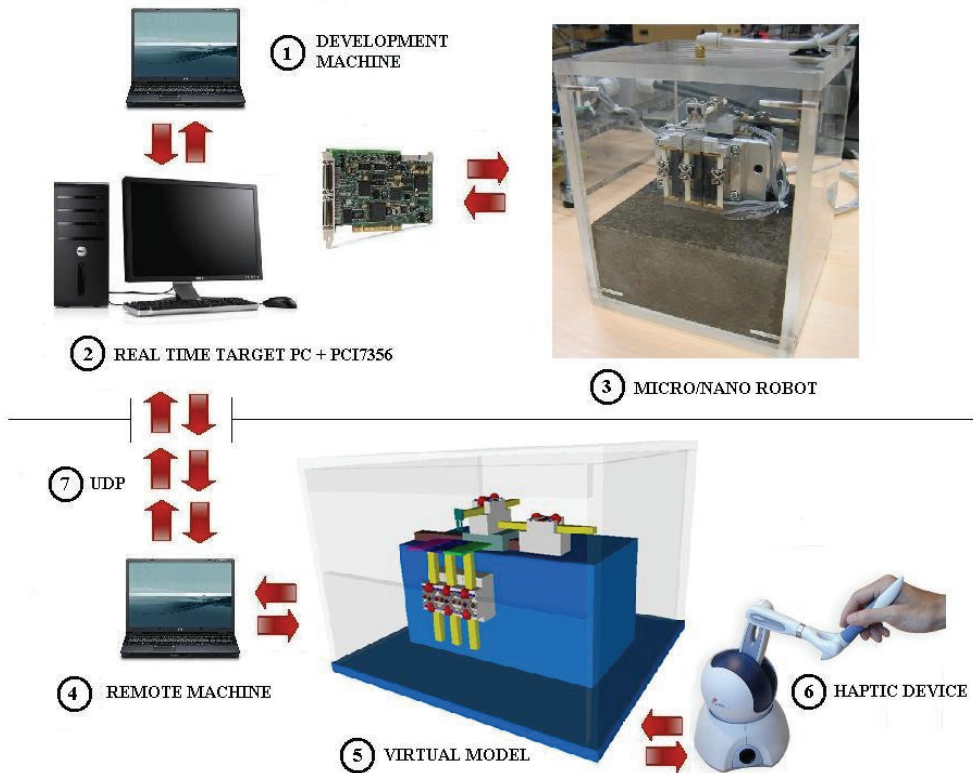 1 DEVELOPMENT
MACHINE
2 REAL TIME TARGET PC + PCI7356
3 MICRO/NANO ROBOT
7 UDP
4 REMOTE MACHINE
6 HAPTIC DEVICE
5 VIRTUAL MODEL